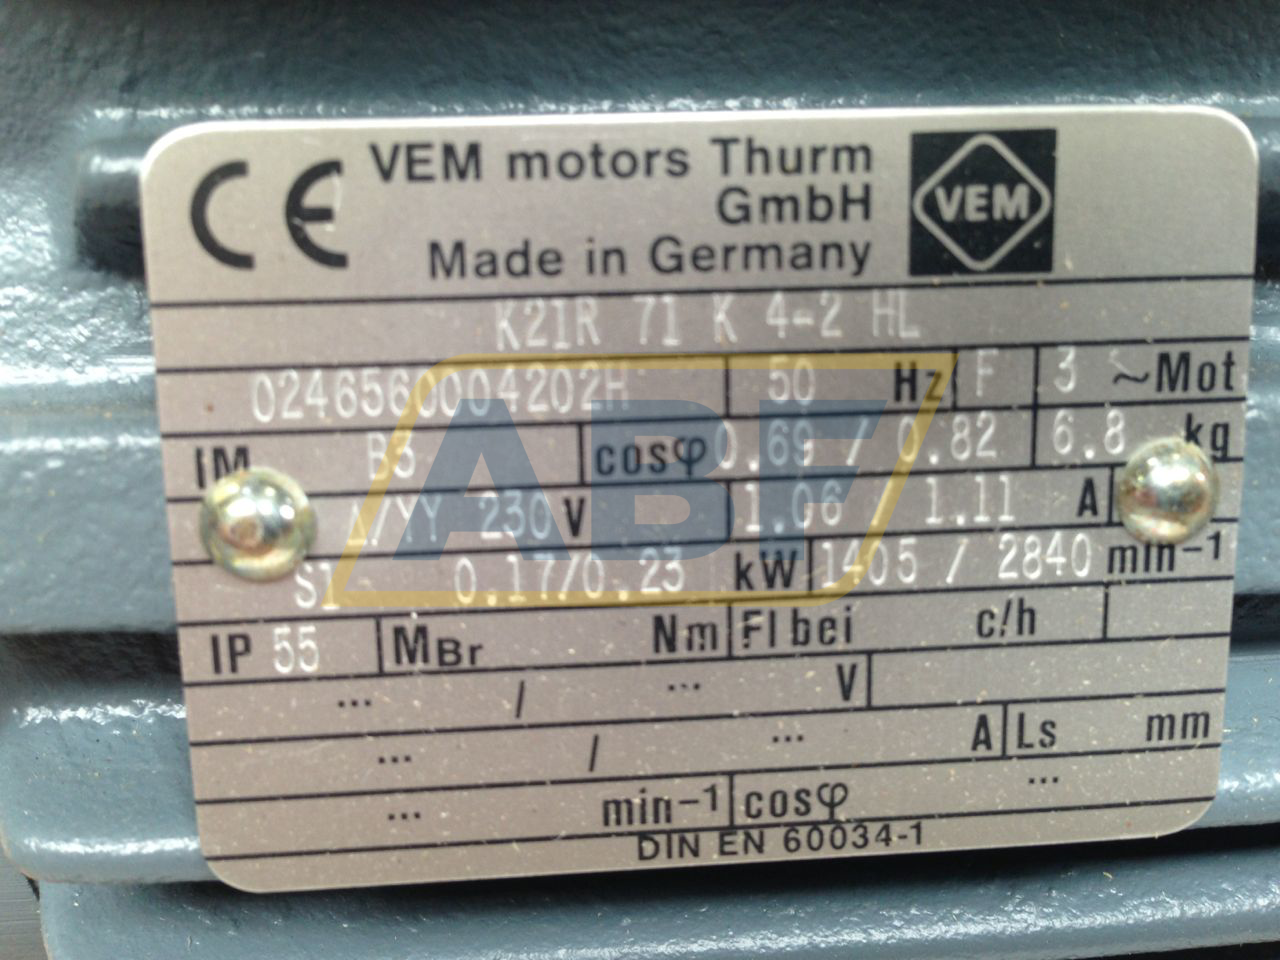 CE VEM motors Thurm
GmbH
Made in Germany
VEM
K21R 71 K 4-2 HL
0246560004202H 50 Hz F 3 ~Mot
IM B3 cosφ 0.69 / 0.82 6.8 kg
Δ/YY 230 V 1.06 1.11 A
S1 0.17/0.23 kW 1405 / 2840 min-1
IP 55 MBr Nm Fl bei c/h
... / ... V
... / ... A Ls mm
... min-1 cosφ ...
DIN EN 60034-1
ABF